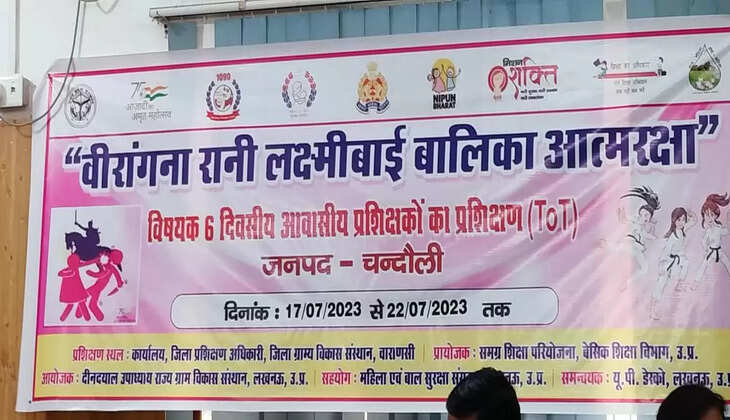 1090
75
आज़ादी का
अमृत महोत्सव
NIPUN
BHARAT
मिशन
शक्ति
"वीरांगना रानी लक्ष्मीबाई बालिका आत्मरक्षा"
विषयक 6 दिवसीय आवासीय प्रशिक्षकों का प्रशिक्षण (ToT)
जनपद - चन्दौली
दिनांक : 17/07/2023 से 22/07/2023 तक
प्रशिक्षण स्थल : कार्यालय, जिला प्रशिक्षण अधिकारी, जिला ग्राम्य विकास संस्थान, वाराणसी | प्रायोजक : समग्र शिक्षा परियोजना, बेसिक शिक्षा विभाग, उ.प्र.
आयोजक : दीनदयाल उपाध्याय राज्य ग्राम विकास संस्थान, लखनऊ, उ.प्र. | सहयोग : महिला एवं बाल सुरक्षा उ.प्र. | समन्वयक : यू.पी. डेस्को, लखनऊ, उ.प्र.